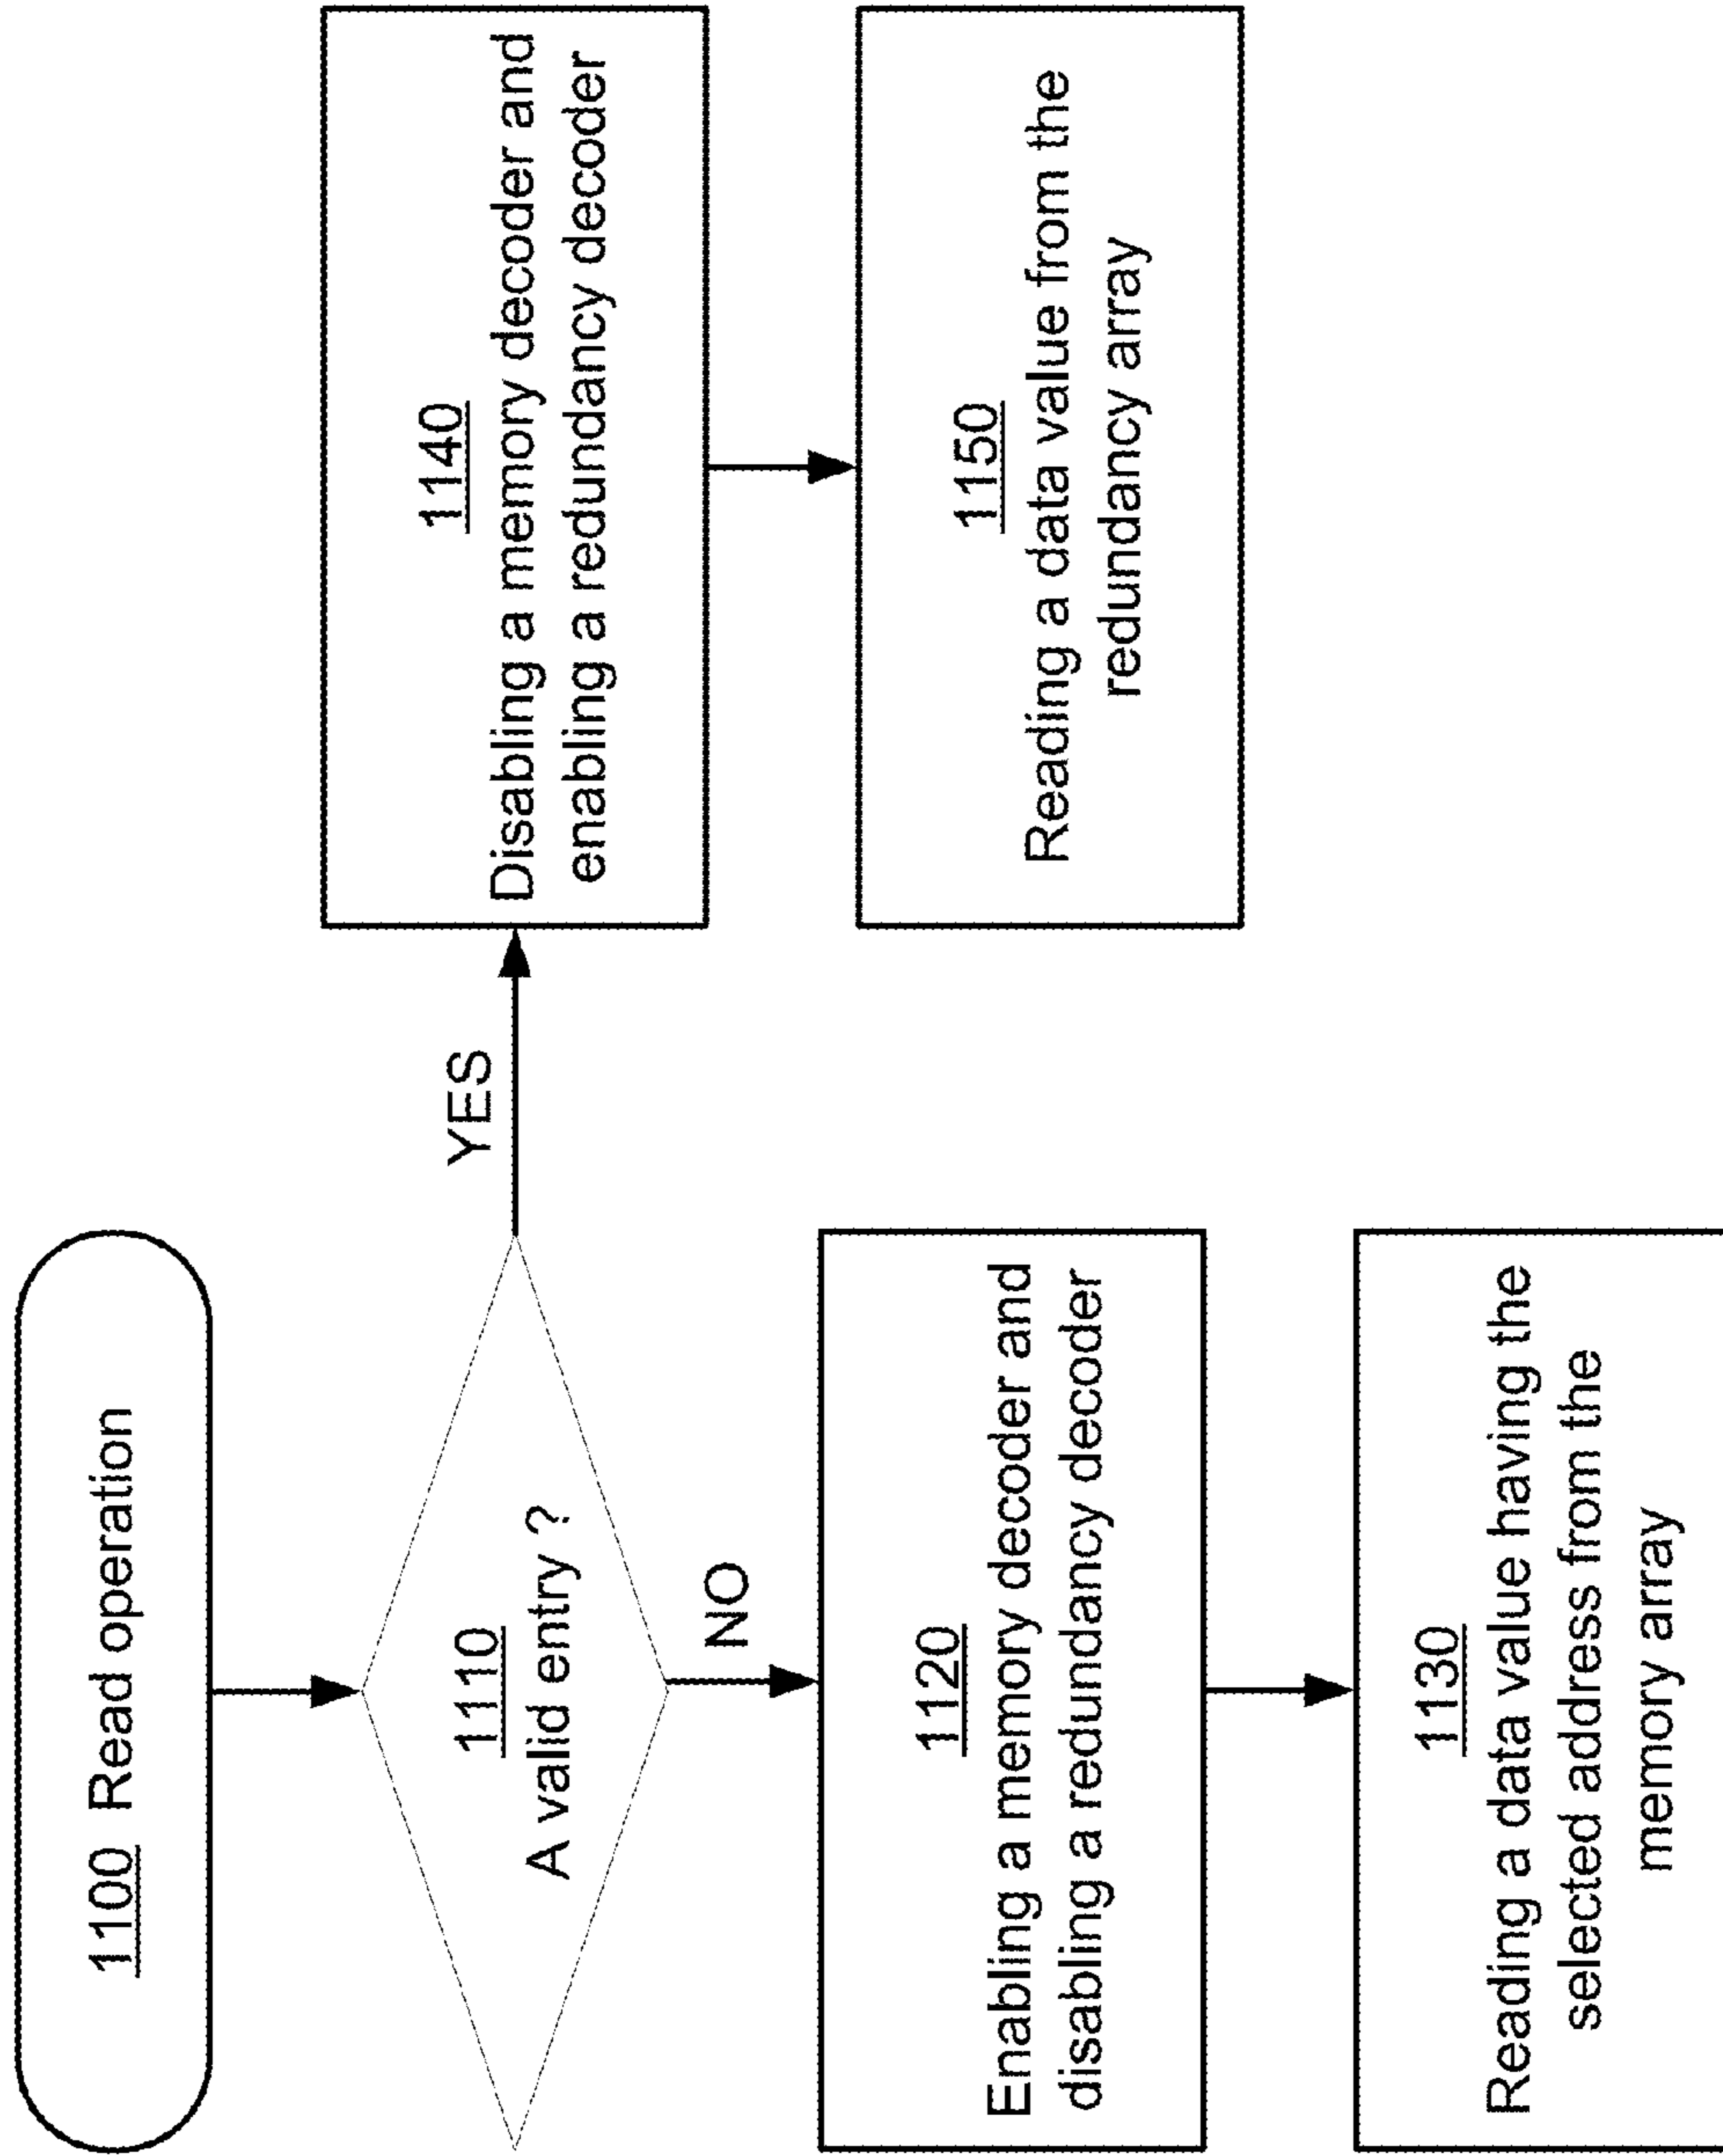 1100 Read operation
1110
A valid entry ?
YES
NO
1120
Enabling a memory decoder and
disabling a redundancy decoder
1130
Reading a data value having the
selected address from the
memory array
1140
Disabling a memory decoder and
enabling a redundancy decoder
1150
Reading a data value from the
redundancy array